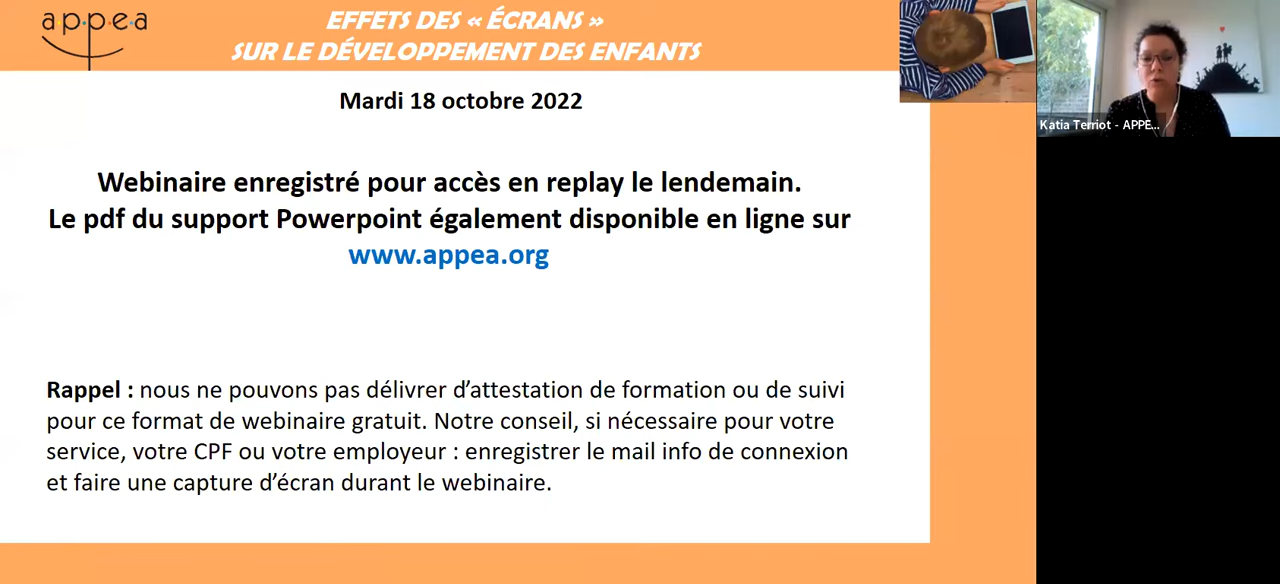 a·p·p·e·a
EFFETS DES « ÉCRANS »
SUR LE DÉVELOPPEMENT DES ENFANTS
Mardi 18 octobre 2022
Webinaire enregistré pour accès en replay le lendemain.
Le pdf du support Powerpoint également disponible en ligne sur
www.appea.org
Rappel : nous ne pouvons pas délivrer d’attestation de formation ou de suivi
pour ce format de webinaire gratuit. Notre conseil, si nécessaire pour votre
service, votre CPF ou votre employeur : enregistrer le mail info de connexion
et faire une capture d’écran durant le webinaire.
Katia Terriot - APPE...